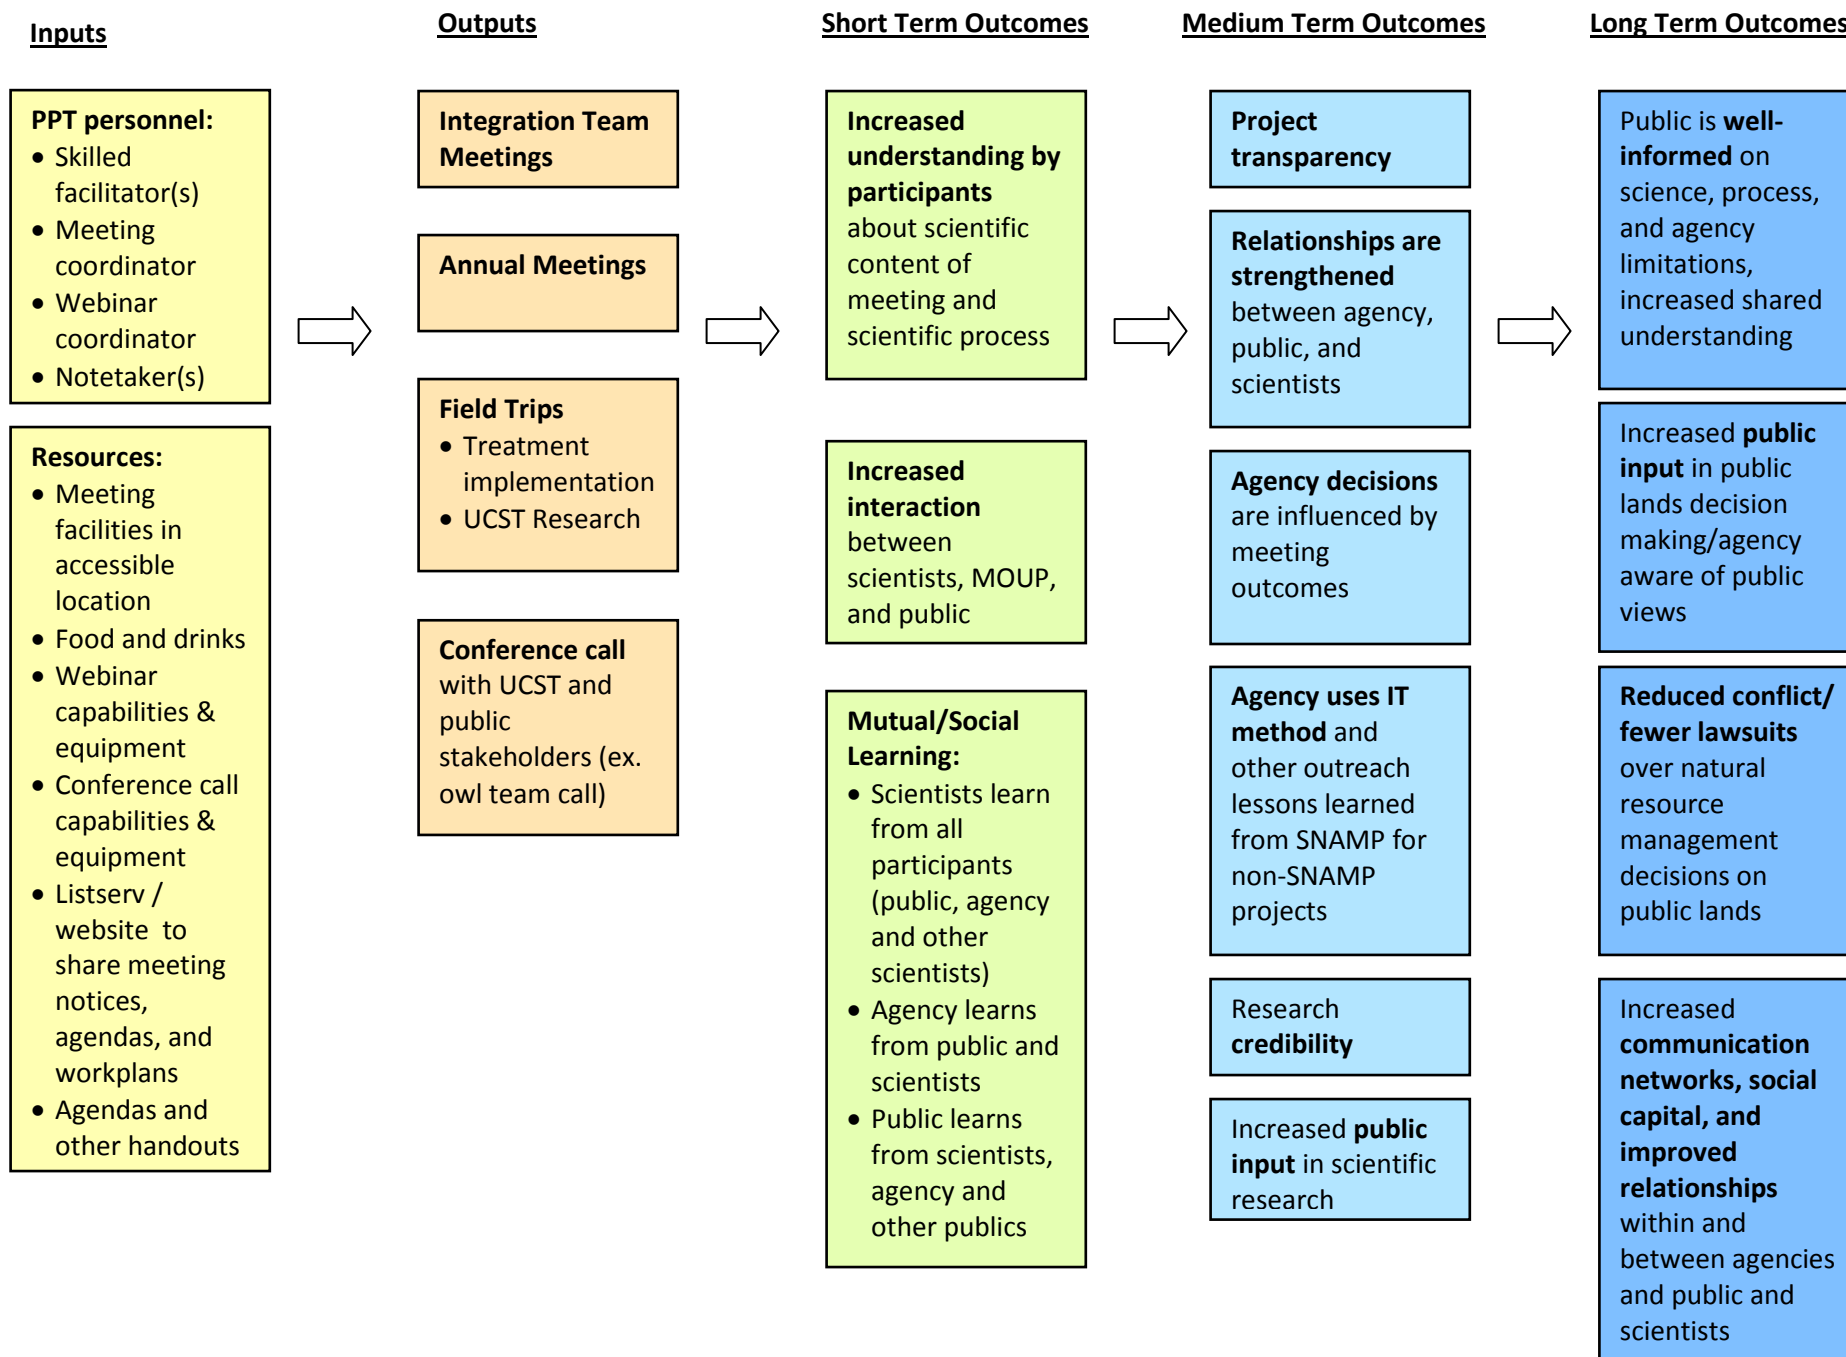 Inputs
PPT personnel:
• Skilled
facilitator(s)
• Meeting
coordinator
• Webinar
coordinator
• Notetaker(s)
Resources:
• Meeting
facilities in
accessible
location
• Food and drinks
• Webinar
capabilities &
equipment
• Conference call
capabilities &
equipment
• Listserv /
website to
share meeting
notices,
agendas, and
workplans
• Agendas and
other handouts
Outputs
Integration Team
Meetings
Annual Meetings
Field Trips
• Treatment
implementation
• UCST Research
Conference call
with UCST and
public
stakeholders (ex.
owl team call)
Short Term Outcomes
Increased
understanding by
participants
about scientific
content of
meeting and
scientific process
Increased
interaction
between
scientists, MOUP,
and public
Mutual/Social
Learning:
• Scientists learn
from all
participants
(public, agency
and other
scientists)
• Agency learns
from public and
scientists
• Public learns
from scientists,
agency and
other publics
Medium Term Outcomes
Project
transparency
Relationships are
strengthened
between agency,
public, and
scientists
Agency decisions
are influenced by
meeting
outcomes
Agency uses IT
method and
other outreach
lessons learned
from SNAMP for
non-SNAMP
projects
Research
credibility
Increased public
input in scientific
research
Long Term Outcomes
Public is well-
informed on
science, process,
and agency
limitations,
increased shared
understanding
Increased public
input in public
lands decision
making/agency
aware of public
views
Reduced conflict/
fewer lawsuits
over natural
resource
management
decisions on
public lands
Increased
communication
networks, social
capital, and
improved
relationships
within and
between agencies
and public and
scientists